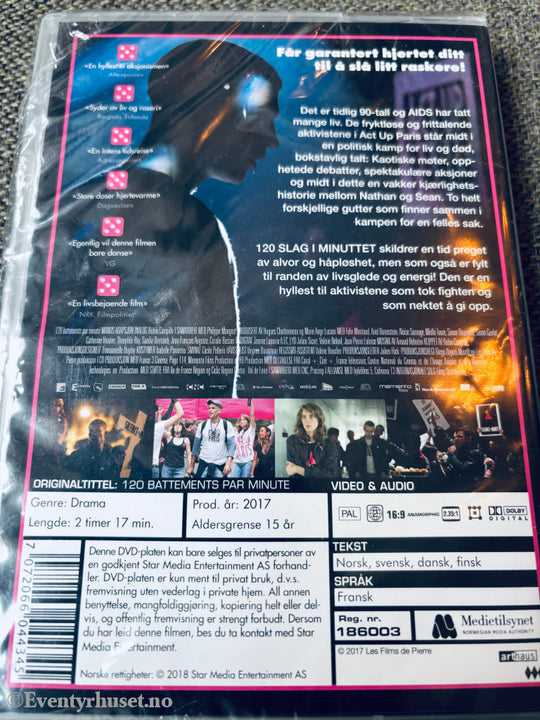 Får garantert hjertet ditt
til å slå litt raskere!
«En hyllest til aksjonismen»
Aftenposten
«Syder av liv og raseri»
Bergens Tidende
«En intens tidsreise»
Adresseavisen
«Store doser hjertevarme»
Dagsavisen
«Egentlig vil denne filmen
bare danse»
VG
«En livsbejaende film»
NRK Filmpolitiet
Det er tidlig 90-tall og AIDS har tatt
mange liv. De fryktløse og frittalende
aktivistene i Act Up Paris står midt i
en politisk kamp for liv og død,
bokstavlig talt: Kaotiske møter, opp-
hetede debatter, spektakulære aksjoner
og midt i dette en vakker kjærlighets-
historie mellom Nathan og Sean. To helt
forskjellige gutter som finner sammen i
kampen for en felles sak.
120 SLAG I MINUTTET skildrer en tid preget
av alvor og håpløshet, men som også er fylt
til randen av livsglede og energi! Den er en
hyllest til aktivistene som tok fighten og
som nektet å gi opp.
memento
ORIGINALTITTEL: 120 BATTEMENTS PAR MINUTE
Genre: Drama
Lengde: 2 timer 17 min.
Prod. år: 2017
Aldersgrense 15 år
VIDEO & AUDIO
PAL
16:9 ANAMORPHIC
2.35:1
DOLBY
DIGITAL
TEKST
Norsk, svensk, dansk, finsk
SPRÅK
Fransk
Reg. nr.
186003
Medietilsynet
NORWEGIAN MEDIA AUTHORITY
© 2017 Les Films de Pierre
arthaus
Denne DVD-platen kan bare selges til privatpersoner av
en godkjent Star Media Entertainment AS forhand-
ler. DVD-platen er kun ment til privat bruk, d.v.s.
fremvisning uten vederlag i private hjem. All annen
benyttelse, mangfoldiggjøring, kopiering helt eller del-
vis, og offentlig fremvisning er strengt forbudt. Dersom
du har leid denne filmen, bes du ta kontakt med Star
Media Entertainment AS.
Norske rettigheter: © 2018 Star Media Entertainment AS
7072066044345
©Eventyrhuset.no